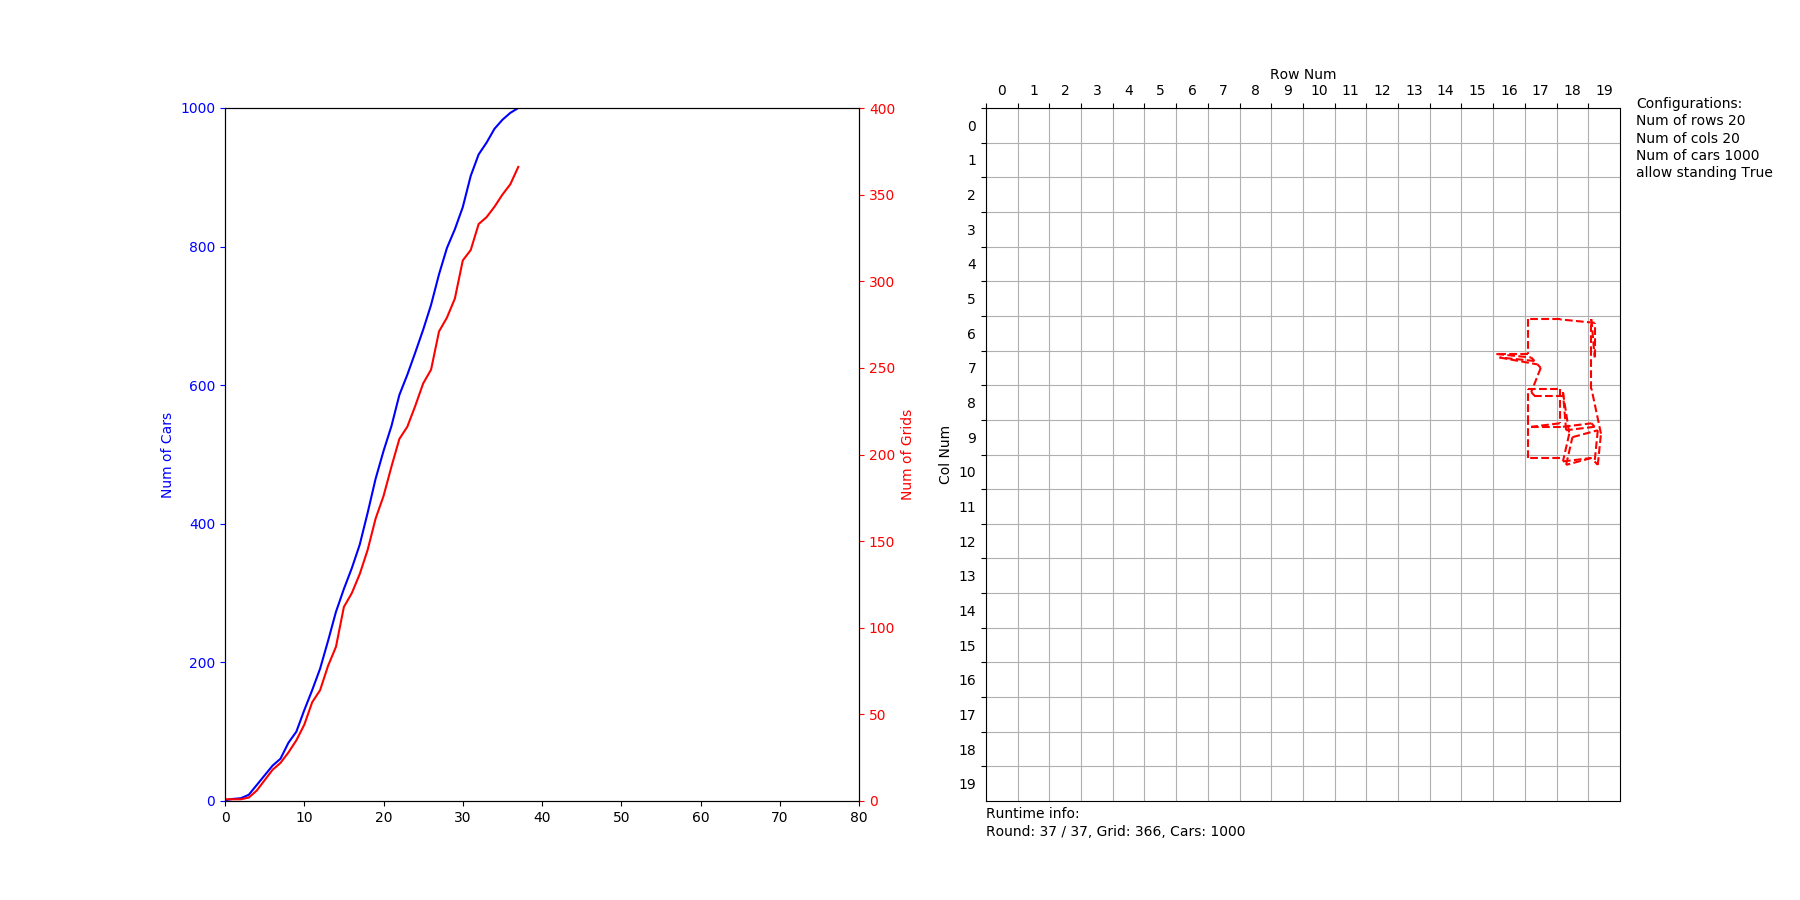 Row Num
0 1 2 3 4 5 6 7 8 9 10 11 12 13 14 15 16 17 18 19
Configurations:
Num of rows 20
Num of cols 20
Num of cars 1000
allow standing True
1000
800
600
400
200
0
Num of Cars
0 10 20 30 40 50 60 70 80
400
350
300
250
200
150
100
50
0
Num of Grids
Col Num
0
1
2
3
4
5
6
7
8
9
10
11
12
13
14
15
16
17
18
19
Runtime info:
Round: 37 / 37, Grid: 366, Cars: 1000